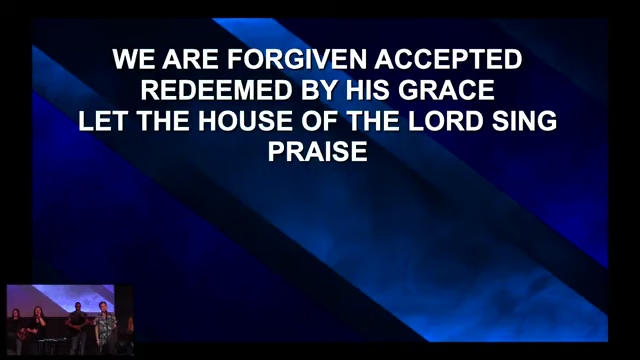 WE ARE FORGIVEN ACCEPTED
REDEEMED BY HIS GRACE
LET THE HOUSE OF THE LORD SING
PRAISE